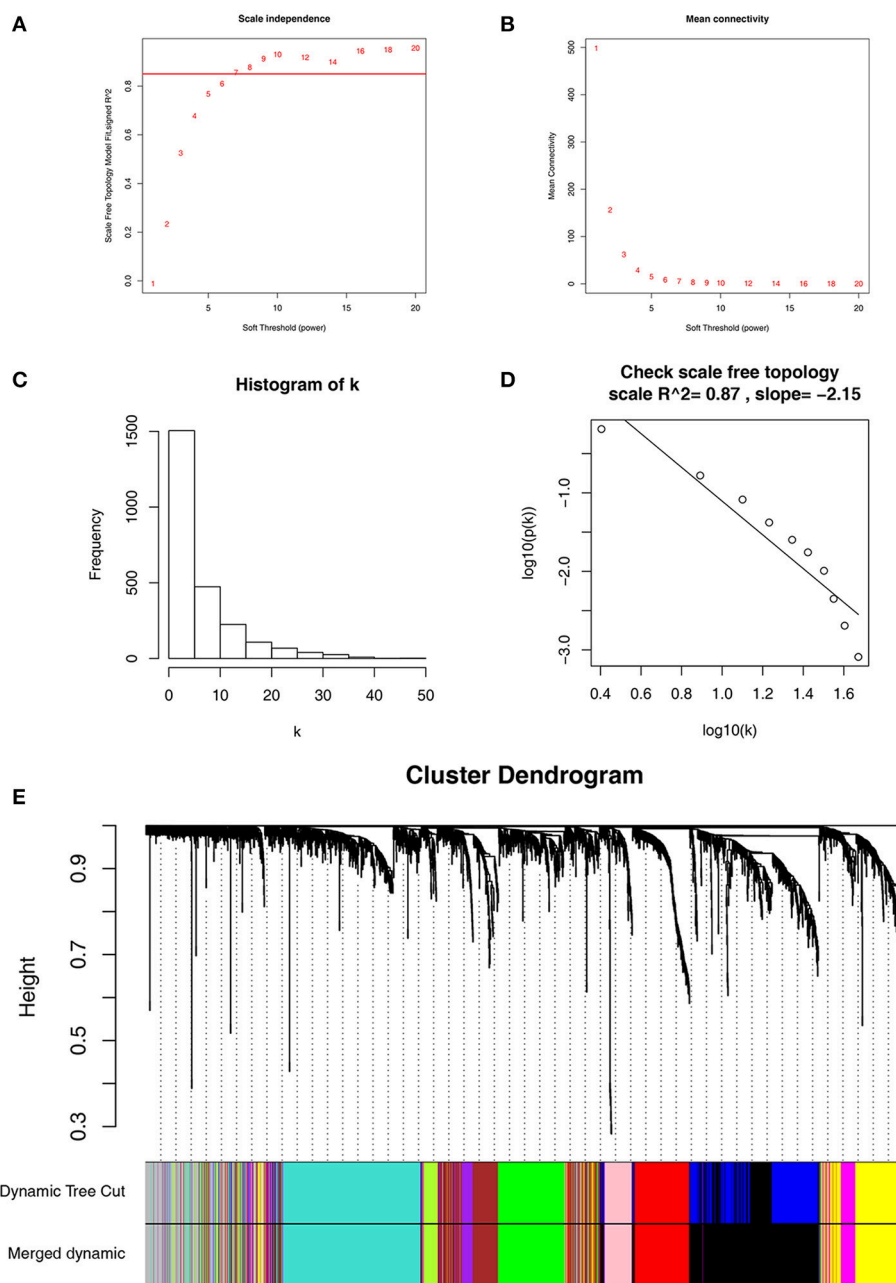 A
Scale independence
Scale Free Topology Model Fit,signed R^2
0.0 0.2 0.4 0.6 0.8
1 2 3 4 5 6 7 8 9 10 12 14 16 18 20
5 10 15 20
Soft Threshold (power)
B
Mean connectivity
Mean Connectivity
0 100 200 300 400 500
1 2 3 4 5 6 7 8 9 10 12 14 16 18 20
5 10 15 20
Soft Threshold (power)
C
Histogram of k
Frequency
0 500 1000 1500
0 10 20 30 40 50
k
D
Check scale free topology
scale R^2= 0.87 , slope= −2.15
log10(p(k))
−3.0 −2.0 −1.0
0.4 0.6 0.8 1.0 1.2 1.4 1.6
log10(k)
E
Cluster Dendrogram
Height
0.3 0.5 0.7 0.9
Dynamic Tree Cut
Merged dynamic